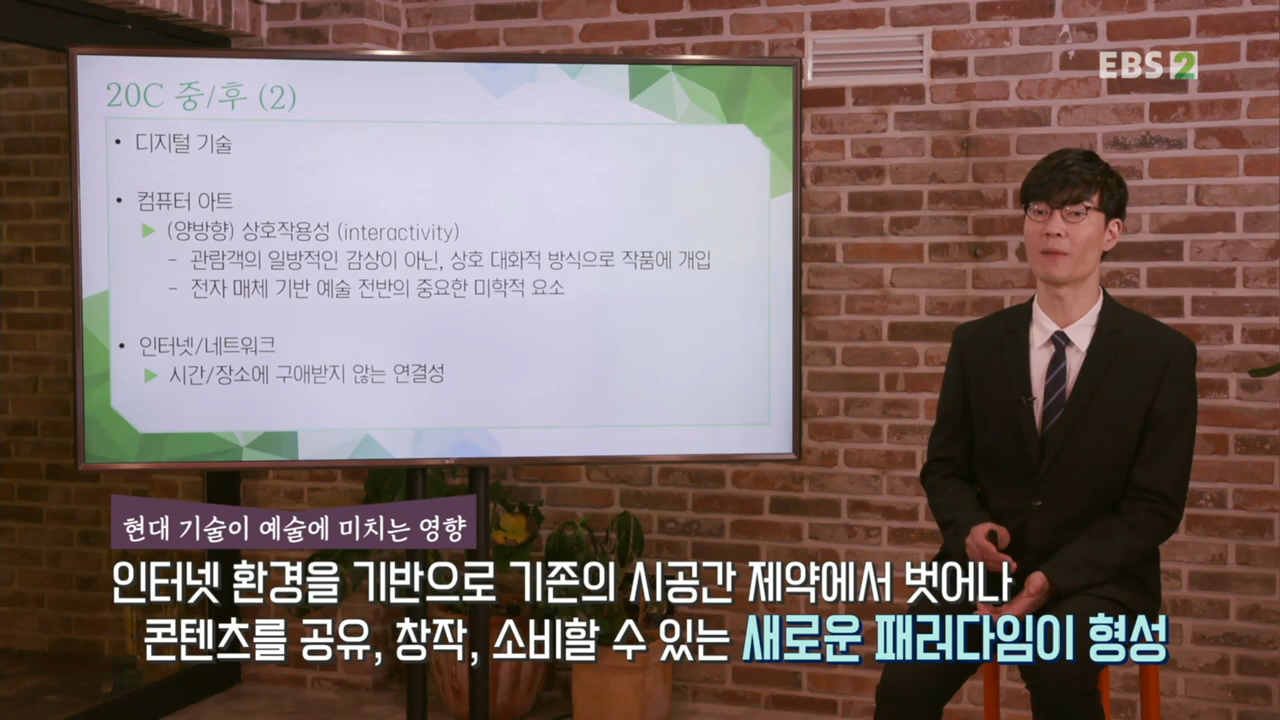 EBS 2
20C 중/후 (2)
• 디지털 기술
• 컴퓨터 아트
▶ (양방향) 상호작용성 (interactivity)
- 관람객의 일방적인 감상이 아닌, 상호 대화적 방식으로 작품에 개입
- 전자 매체 기반 예술 전반의 중요한 미학적 요소
• 인터넷/네트워크
▶ 시간/장소에 구애받지 않는 연결성
현대 기술이 예술에 미치는 영향
인터넷 환경을 기반으로 기존의 시공간 제약에서 벗어나
콘텐츠를 공유, 창작, 소비할 수 있는 새로운 패러다임이 형성